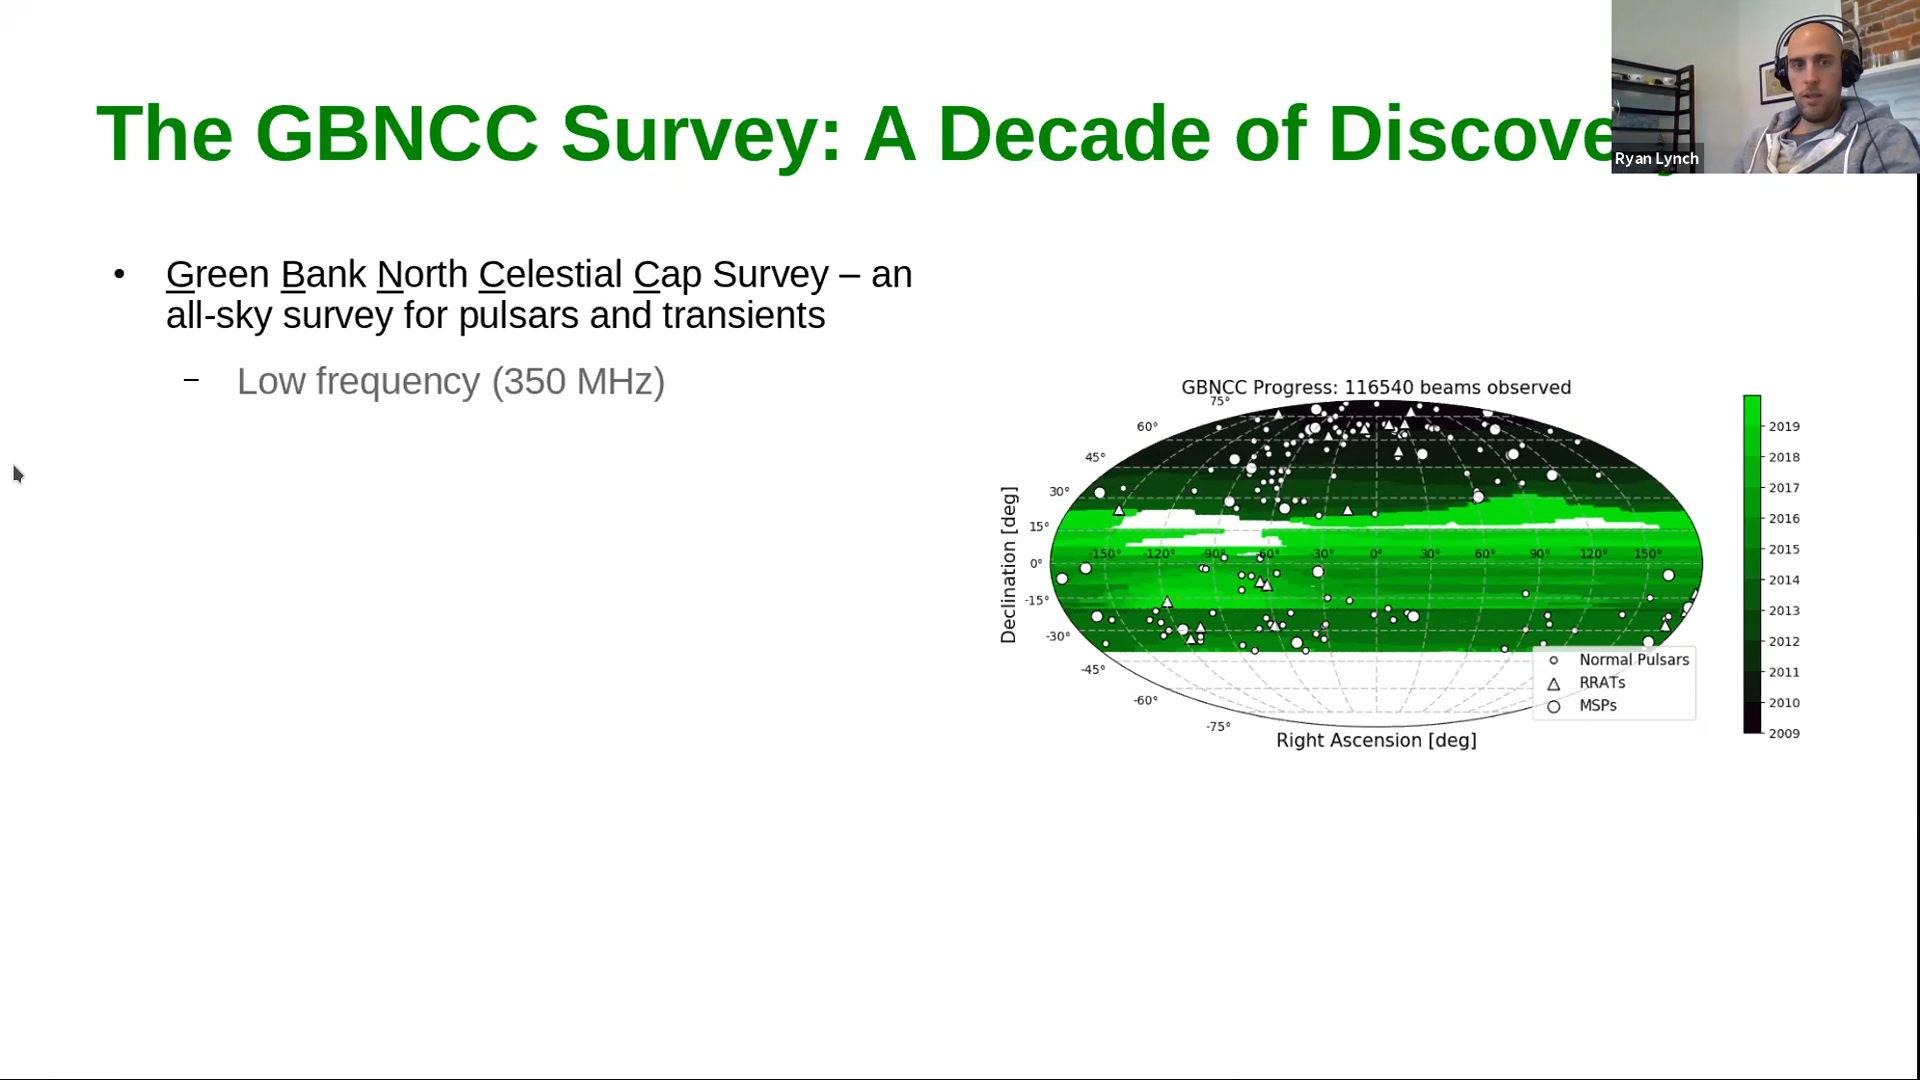 The GBNCC Survey: A Decade of Discove
Ryan Lynch
• Green Bank North Celestial Cap Survey – an
all-sky survey for pulsars and transients
– Low frequency (350 MHz)
GBNCC Progress: 116540 beams observed
75°
60°
45°
30°
15°
0°
-15°
-30°
-45°
-60°
-75°
-150° -120° -90° -60° -30° 0° 30° 60° 90° 120° 150°
Declination [deg]
Right Ascension [deg]
Normal Pulsars
RRATs
MSPs
2019
2018
2017
2016
2015
2014
2013
2012
2011
2010
2009